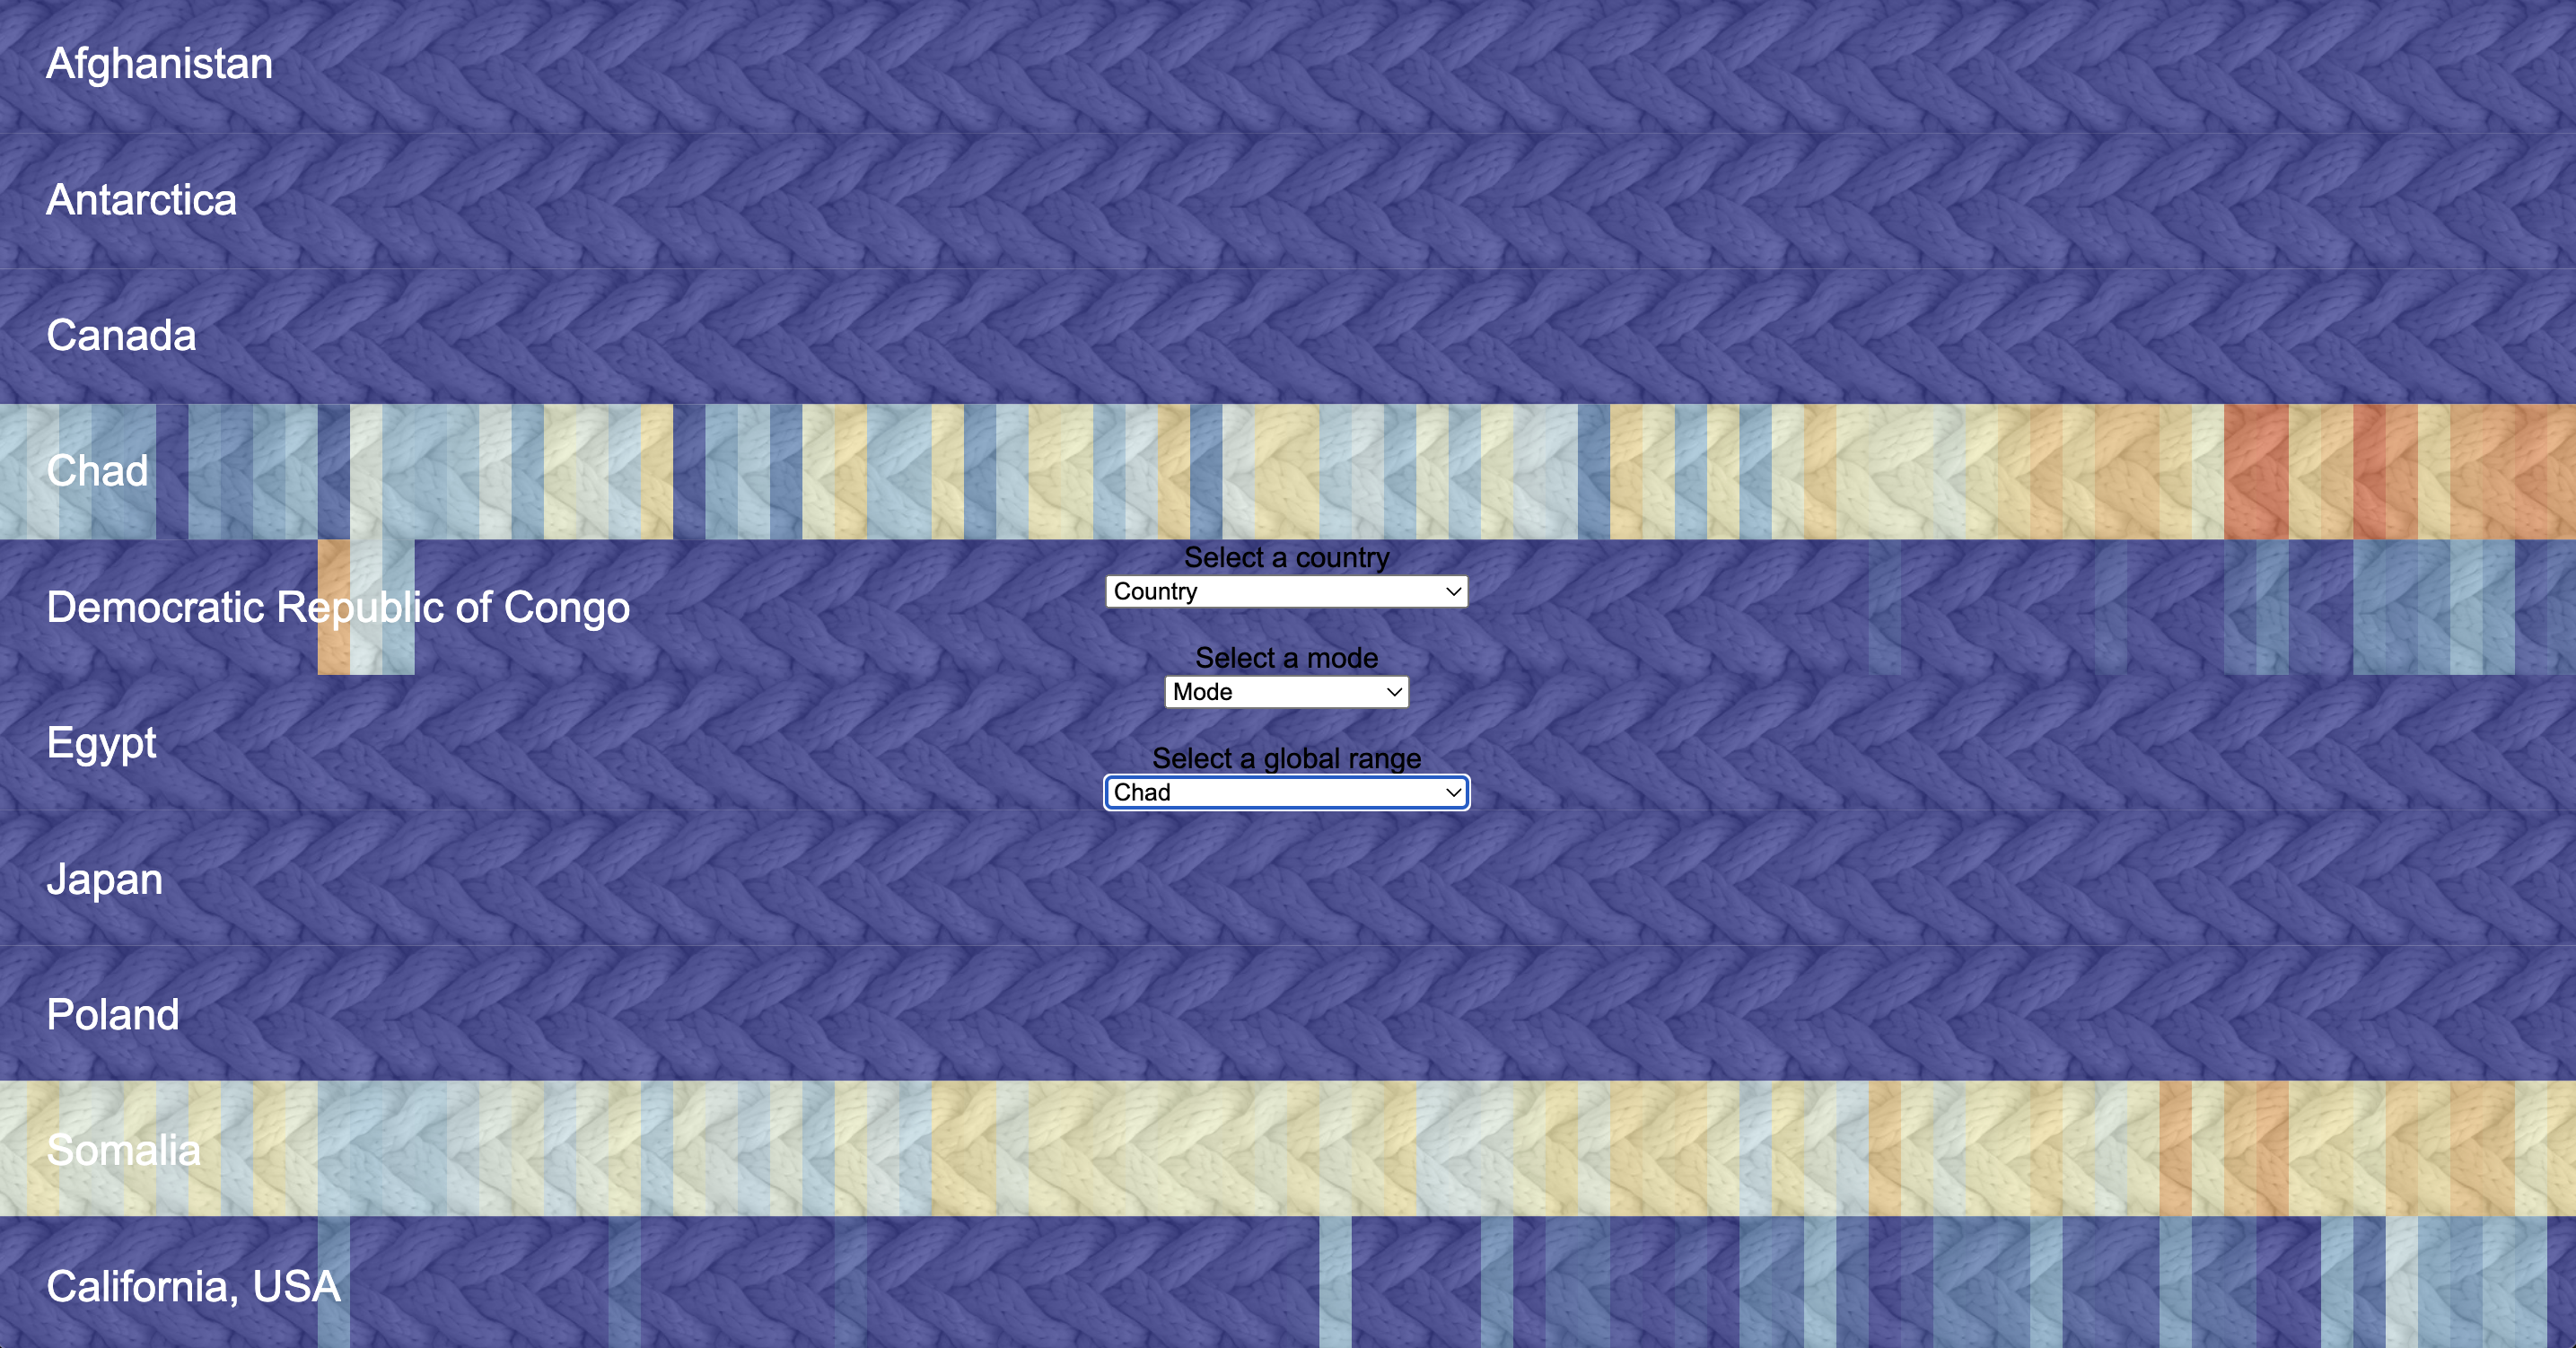 Afghanistan
Antarctica
Canada
Chad
Democratic Republic of Congo
Select a country
Country
Select a mode
Mode
Egypt
Select a global range
Chad
Japan
Poland
Somalia
California, USA